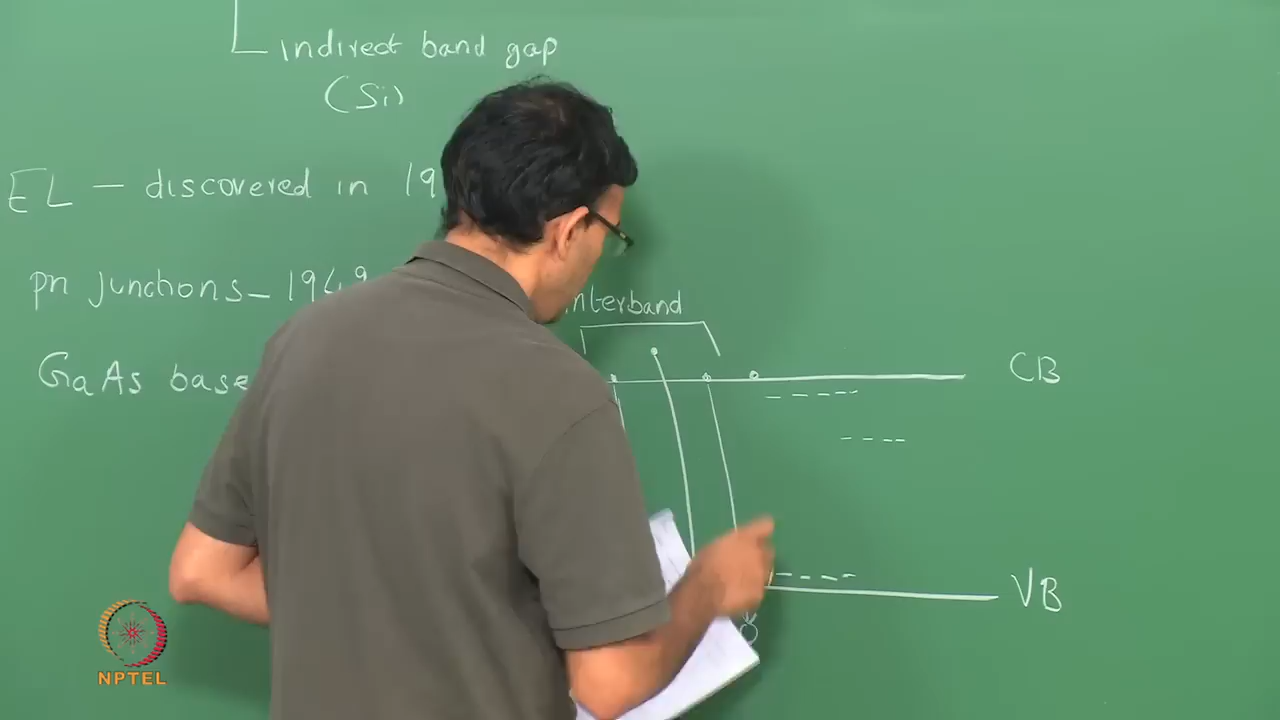 indirect band gap
(Si)
EL - discovered in 19
pn junctions - 1949
interband
GaAs base
CB
VB
NPTEL